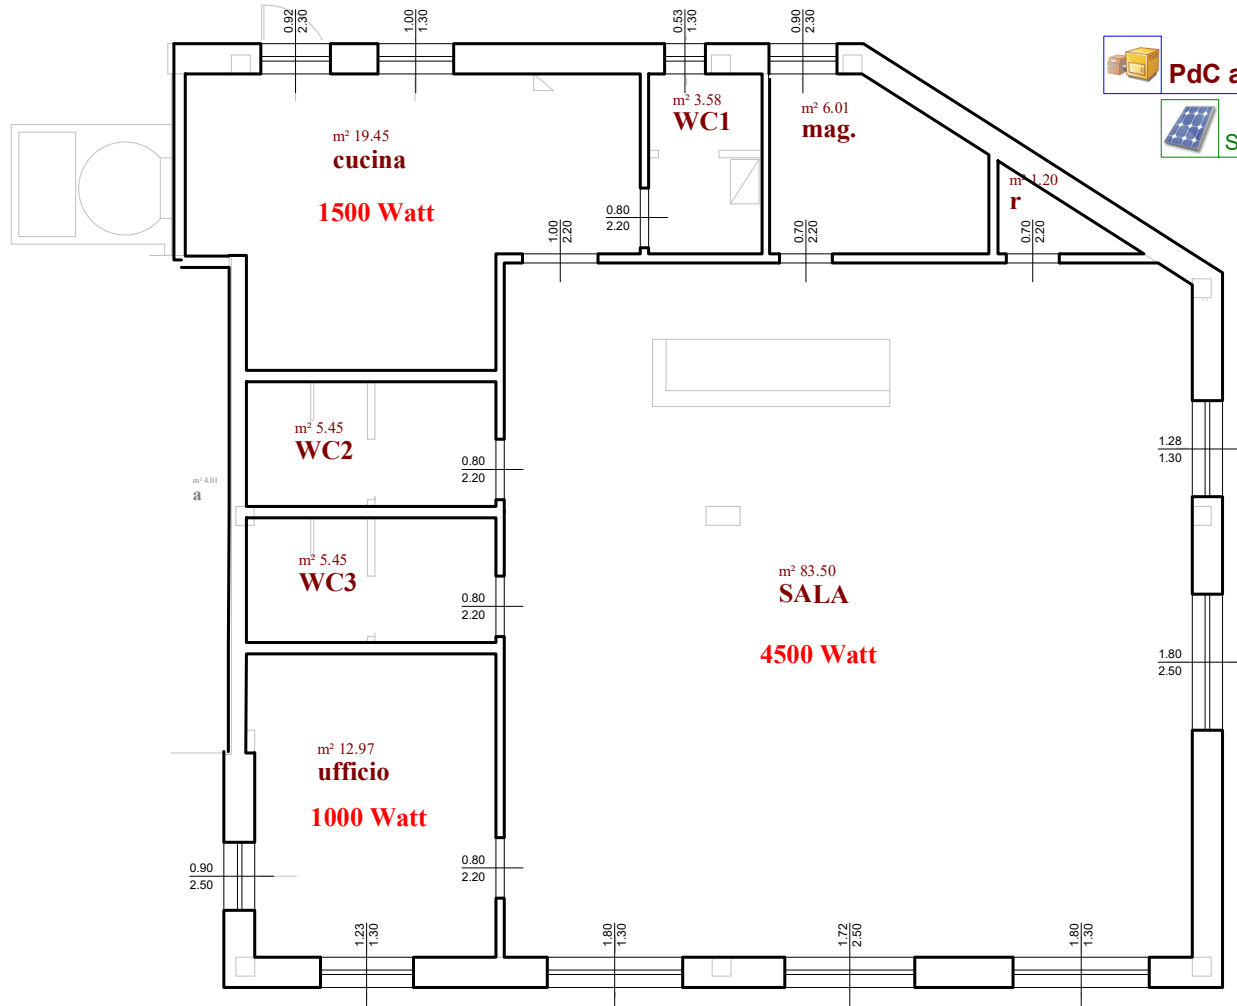 0.92
2.30
1.00
1.30
0.53
1.30
0.90
2.30
PdC a
S
m² 19.45
cucina
1500 Watt
m² 3.58
WC1
m² 6.01
mag.
m² 1.20
r
0.80
2.20
1.00
2.20
0.70
2.20
0.70
2.20
m² 5.45
WC2
0.80
2.20
1.28
1.30
m² 4.01
a
m² 5.45
WC3
0.80
2.20
m² 83.50
SALA
4500 Watt
1.80
2.50
m² 12.97
ufficio
1000 Watt
0.90
2.50
0.80
2.20
1.23
1.30
1.80
1.30
1.72
2.50
1.80
1.30